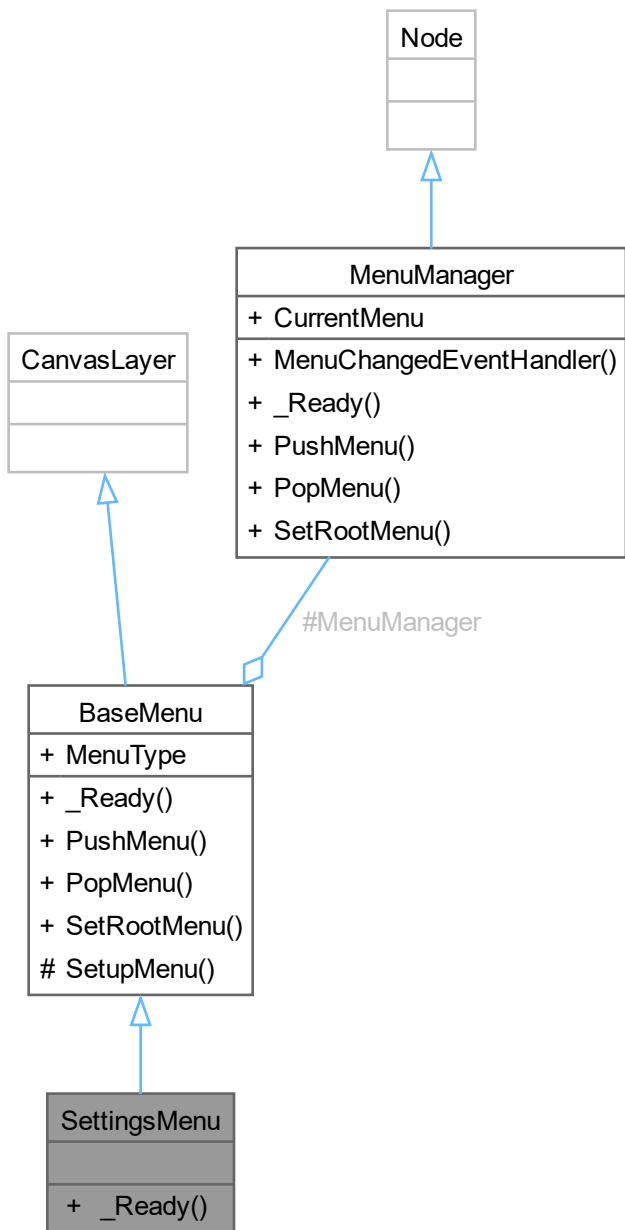 Node
MenuManager
+ CurrentMenu
+ MenuChangedEventHandler()
+ _Ready()
+ PushMenu()
+ PopMenu()
+ SetRootMenu()
CanvasLayer
#MenuManager
BaseMenu
+ MenuType
+ _Ready()
+ PushMenu()
+ PopMenu()
+ SetRootMenu()
# SetupMenu()
SettingsMenu
+ _Ready()